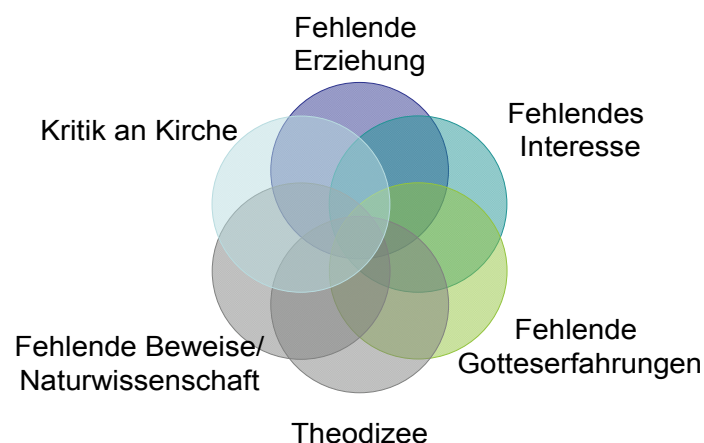 Fehlende
Erziehung
Fehlendes
Interesse
Kritik an Kirche
Fehlende
Gotteserfahrungen
Fehlende Beweise/
Naturwissenschaft
Theodizee